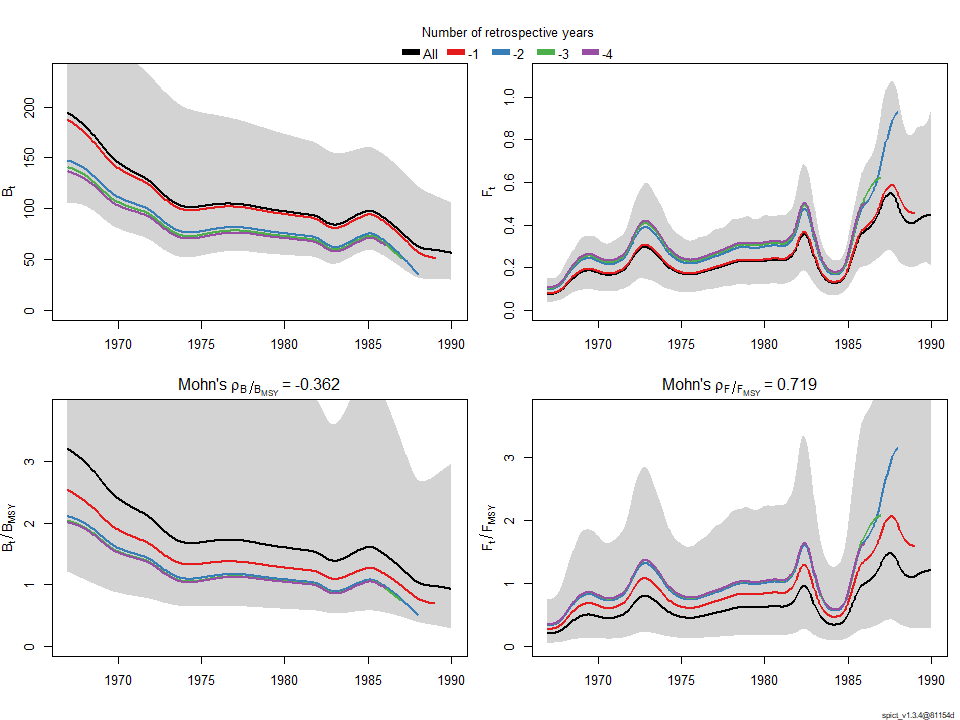 Number of retrospective years
All -1 -2 -3 -4
Bt
0 50 100 150 200
1970 1975 1980 1985 1990
Ft
0.0 0.2 0.4 0.6 0.8 1.0
1970 1975 1980 1985 1990
Mohn's ρB/BMSY = -0.362
Bt/BMSY
0 1 2 3
1970 1975 1980 1985 1990
Mohn's ρF/FMSY = 0.719
Ft/FMSY
0 1 2 3
1970 1975 1980 1985 1990
spict_v1.3.4@81154d